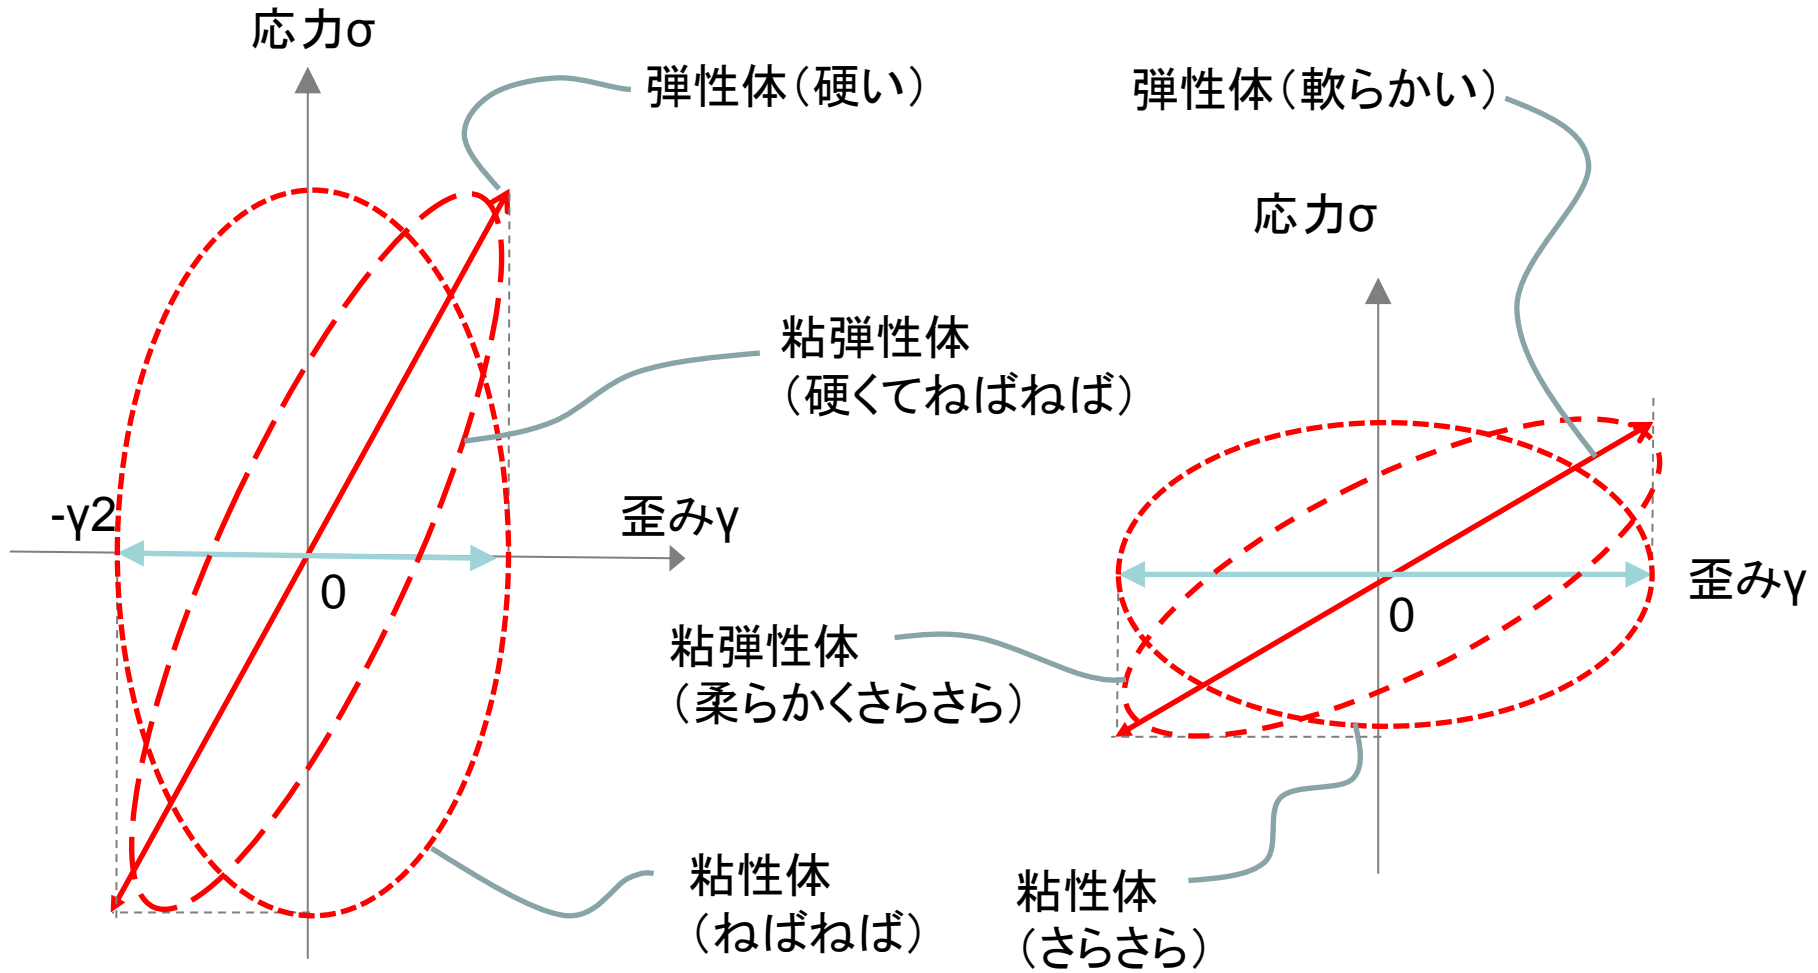 応力σ
弾性体（硬い）
粘弾性体
（硬くてねばねば）
-γ2
歪みγ
0
粘性体
（ねばねば）
弾性体（軟らかい）
応力σ
歪みγ
0
粘弾性体
（柔らかくさらさら）
粘性体
（さらさら）